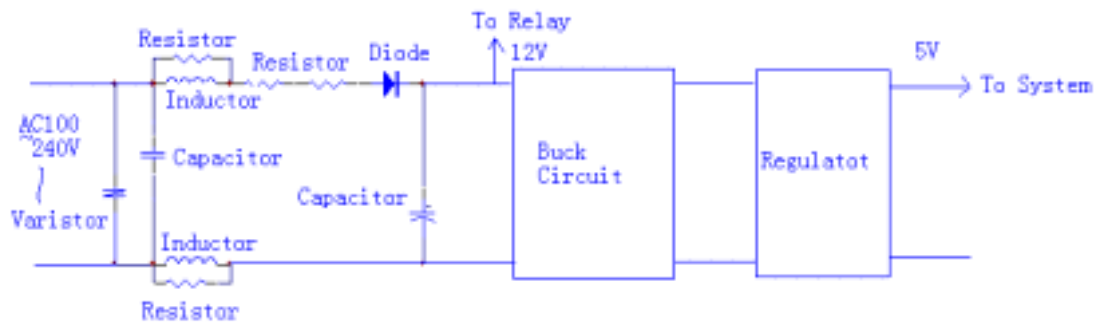 To Relay
Resistor
Resistor
Diode
12V
5V
Inductor
To System
AC100
~240V
Capacitor
Buck
Circuit
Regulatot
Capacitor
Varistor
Inductor
Resistor